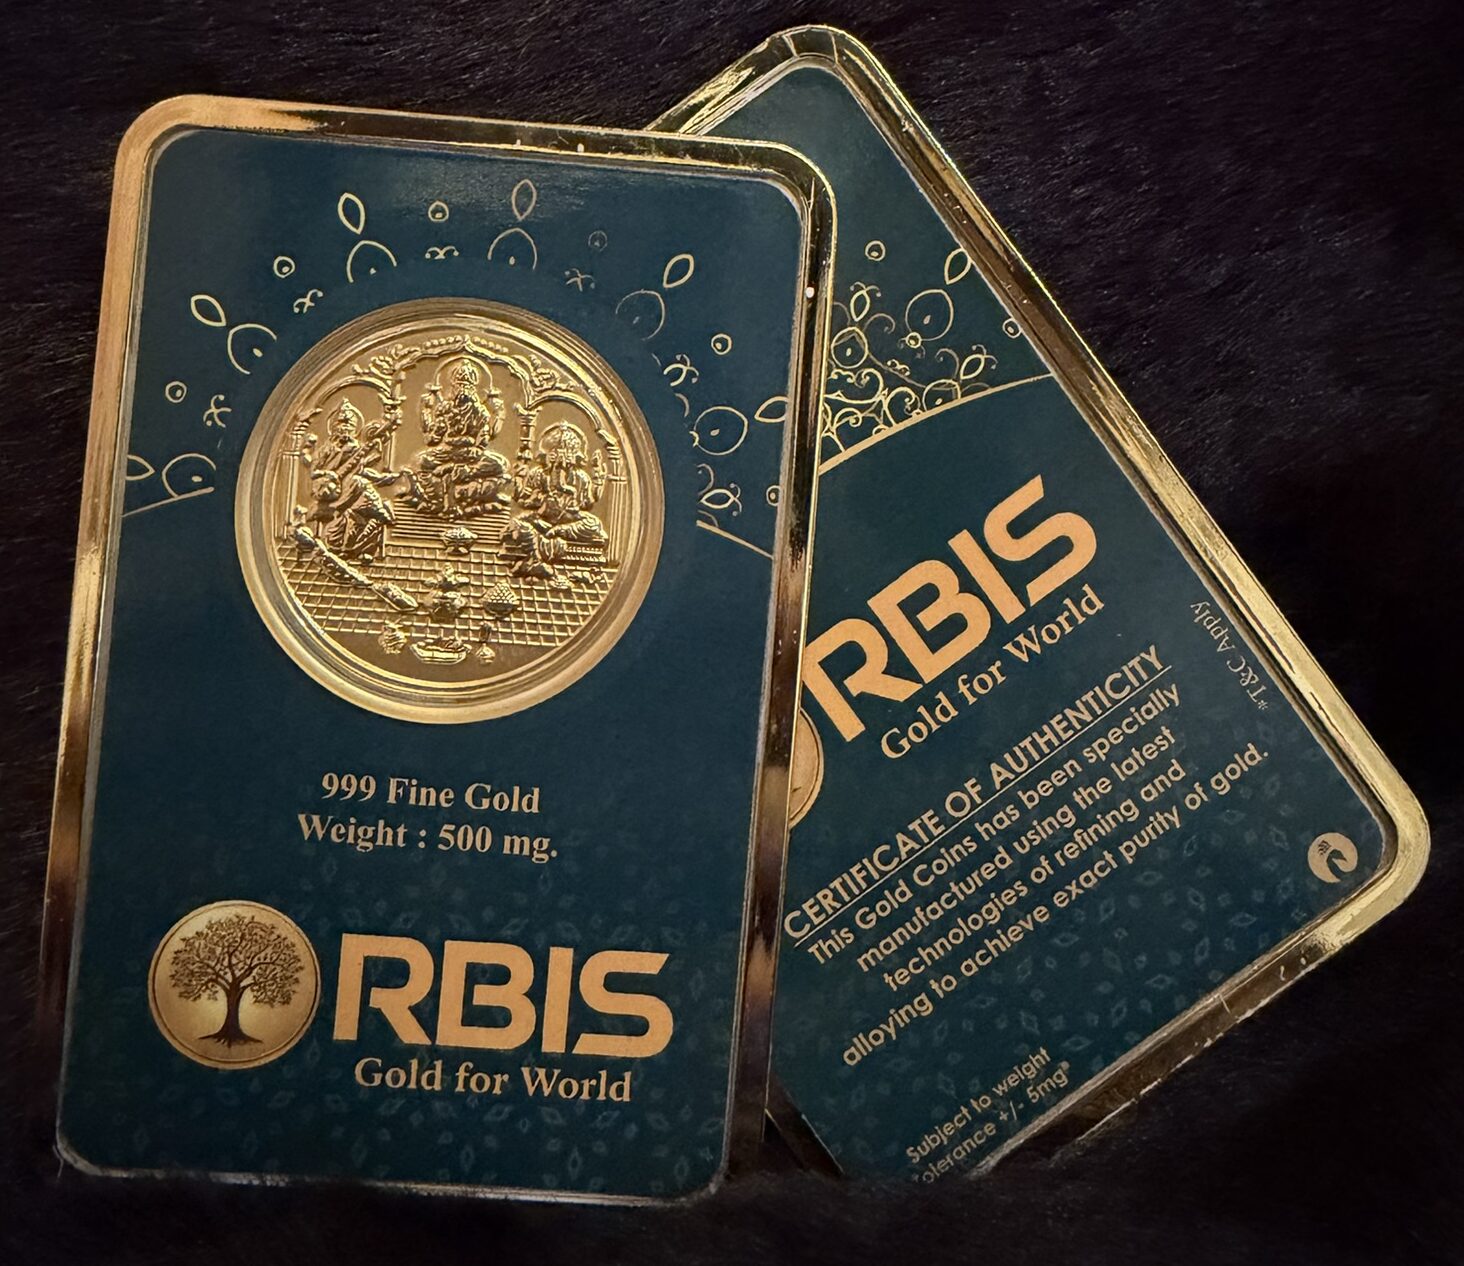 999 Fine Gold
Weight : 500 mg.
RBIS
Gold for World
RBIS
Gold for World
CERTIFICATE OF AUTHENTICITY
This Gold Coins has been specially
manufactured using the latest
technologies of refining and
alloying to achieve exact purity of gold.
Subject to weight
tolerance +/- 5mg*
*T&C Apply